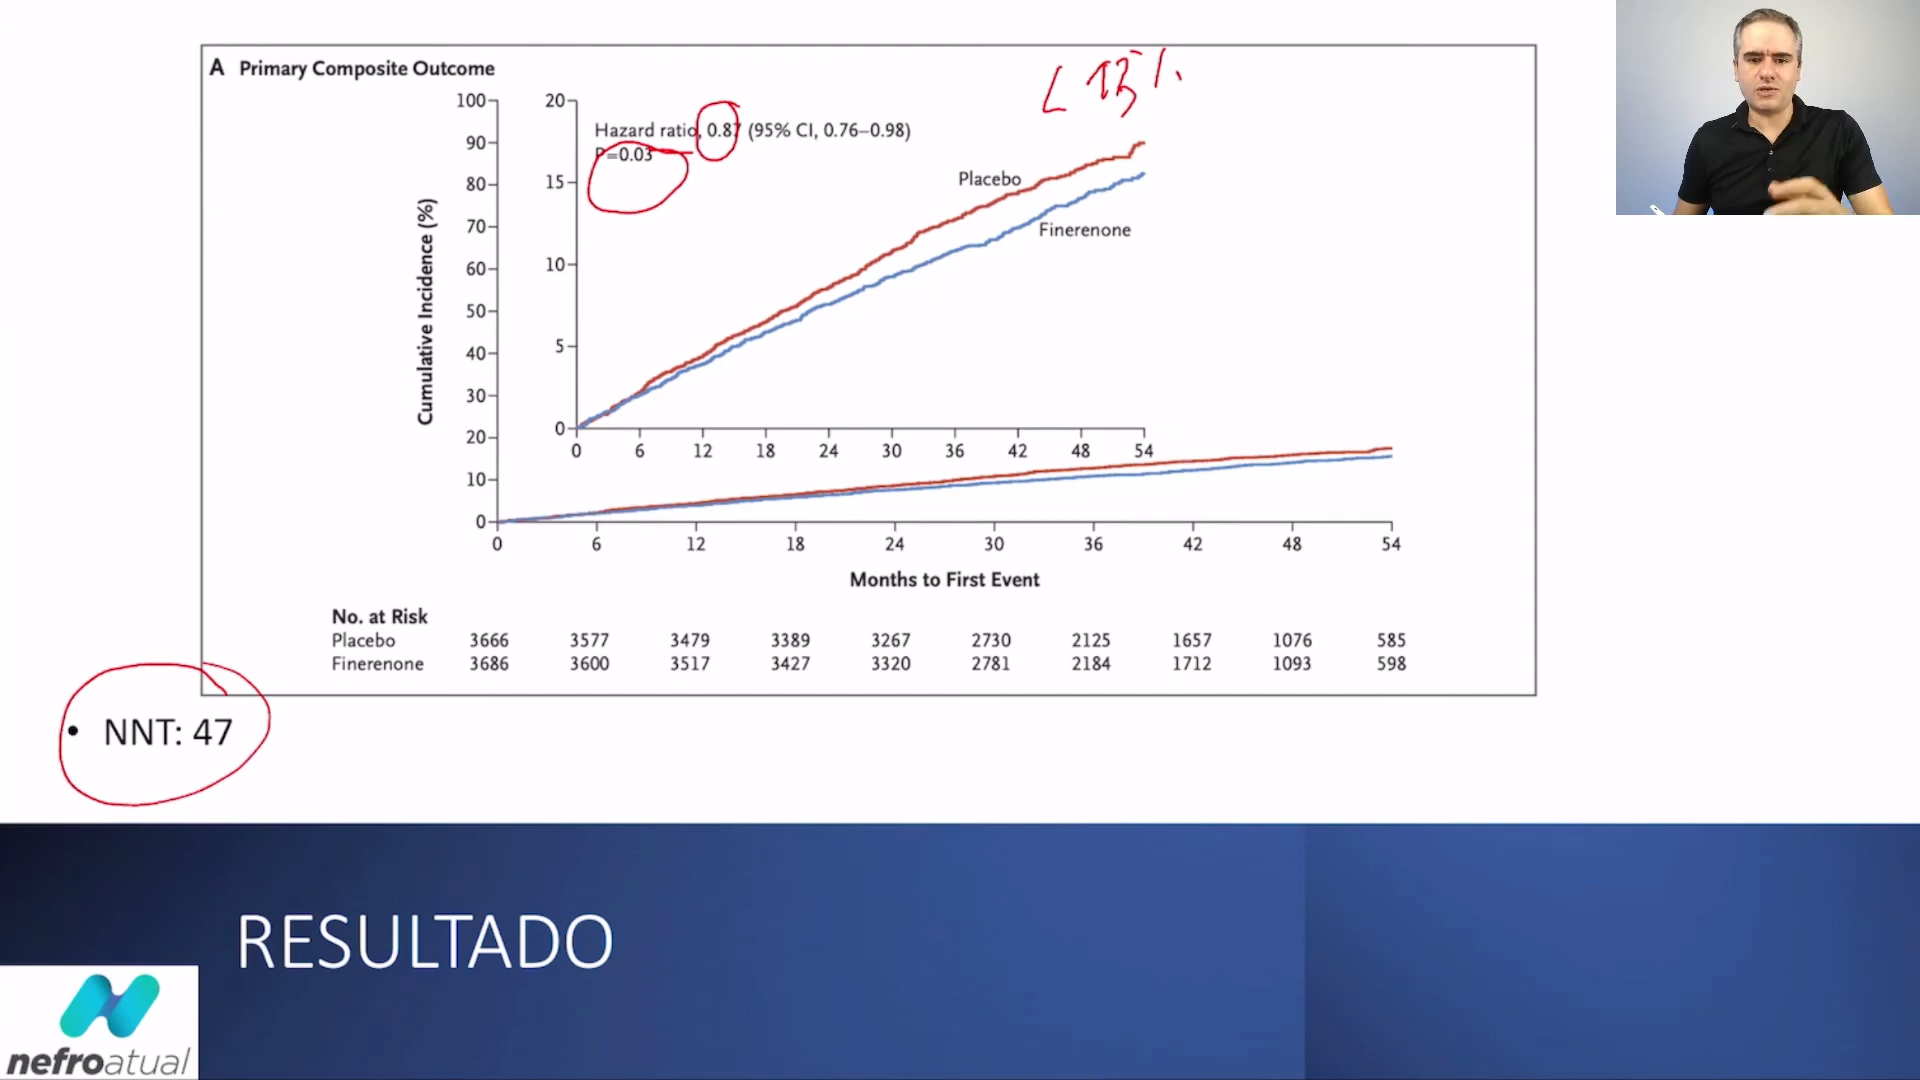 A Primary Composite Outcome
< 13%
100
90
80
70
60
50
40
30
20
10
0
Cumulative Incidence (%)
20
15
10
5
0
Hazard ratio, 0.87 (95% CI, 0.76–0.98)
P=0.03
Placebo
Finerenone
0 6 12 18 24 30 36 42 48 54
0 6 12 18 24 30 36 42 48 54
Months to First Event
No. at Risk
Placebo 3666 3577 3479 3389 3267 2730 2125 1657 1076 585
Finerenone 3686 3600 3517 3427 3320 2781 2184 1712 1093 598
• NNT: 47
RESULTADO
nefroatual